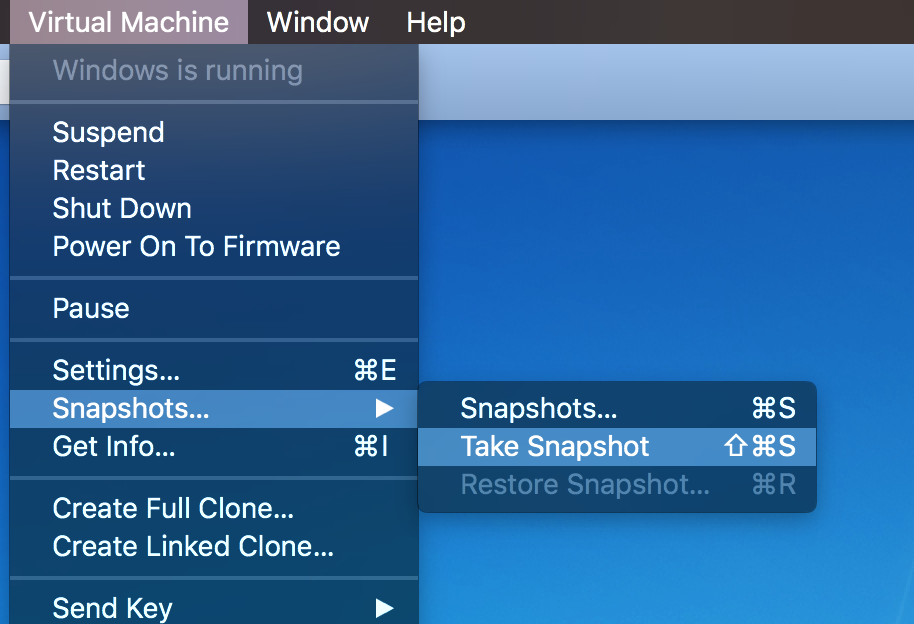 Virtual Machine Window Help
Windows is running
Suspend
Restart
Shut Down
Power On To Firmware
Pause
Settings... ⌘E
Snapshots... ▶
Get Info... ⌘I
Create Full Clone...
Create Linked Clone...
Send Key ▶
Snapshots... ⌘S
Take Snapshot ⇧⌘S
Restore Snapshot... ⌘R